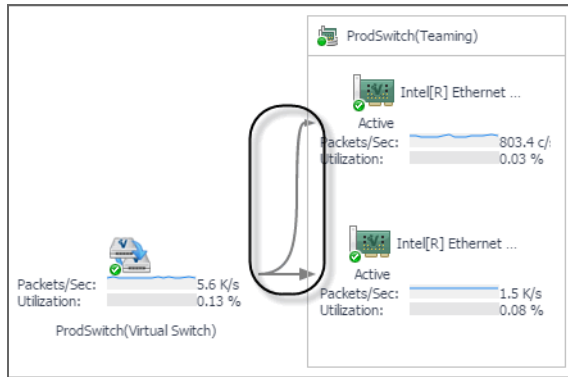 ProdSwitch(Teaming)
Intel[R] Ethernet ...
Active
Packets/Sec: 803.4 c/
Utilization: 0.03 %
Intel[R] Ethernet ...
Active
Packets/Sec: 1.5 K/s
Utilization: 0.08 %
Packets/Sec: 5.6 K/s
Utilization: 0.13 %
ProdSwitch(Virtual Switch)